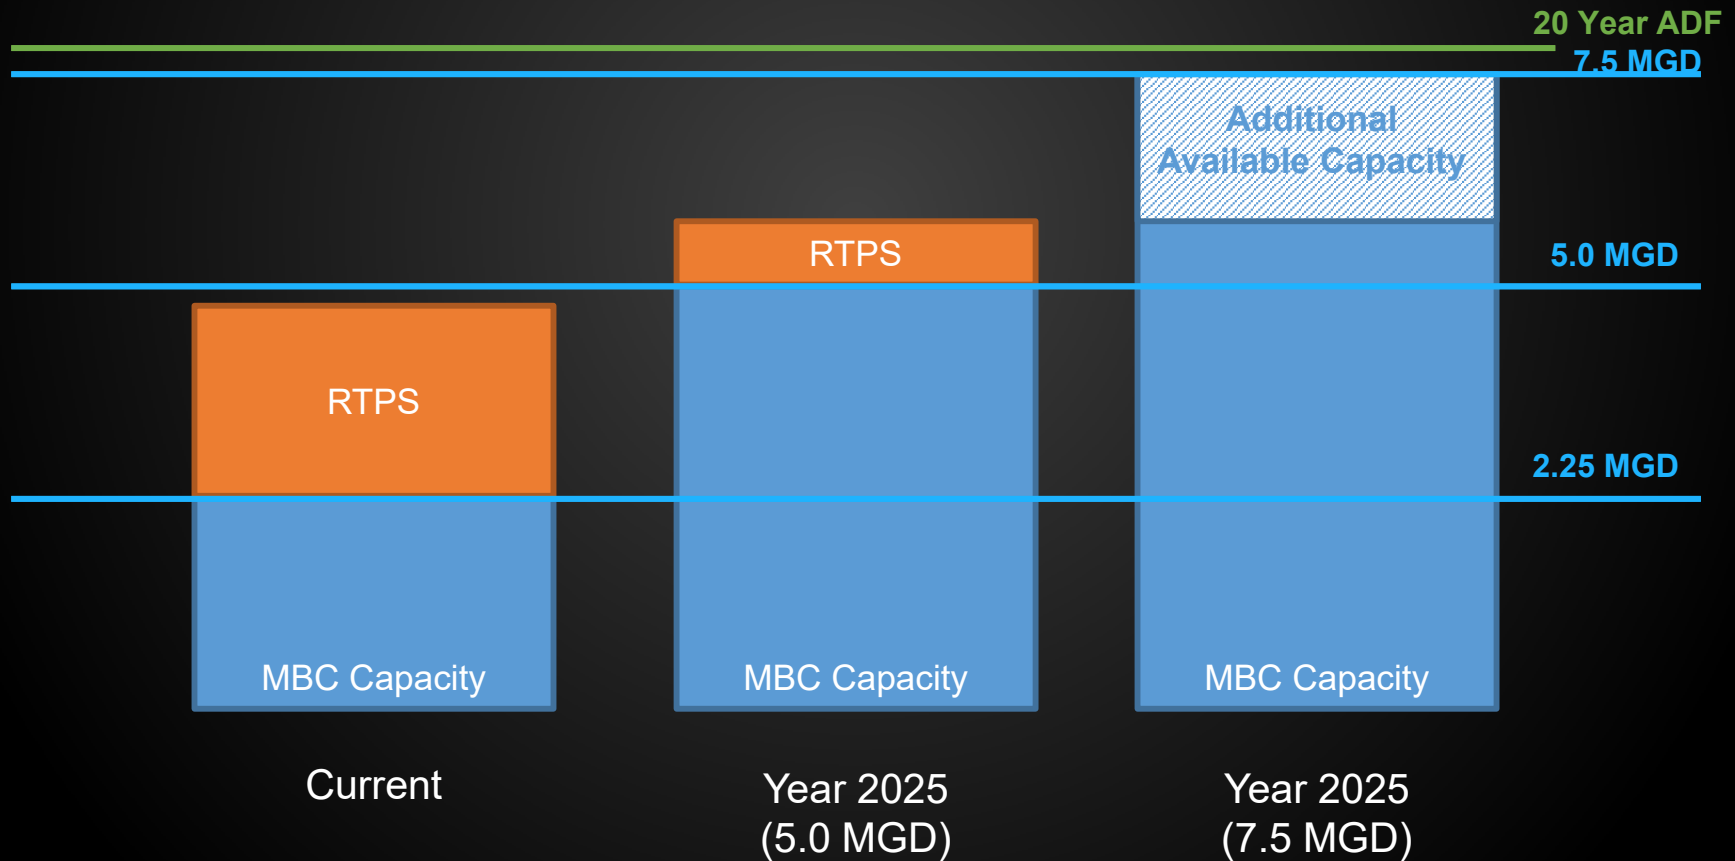 20 Year ADF
7.5 MGD
Additional
Available Capacity
RTPS
5.0 MGD
RTPS
2.25 MGD
MBC Capacity
MBC Capacity
MBC Capacity
Current
Year 2025
(5.0 MGD)
Year 2025
(7.5 MGD)